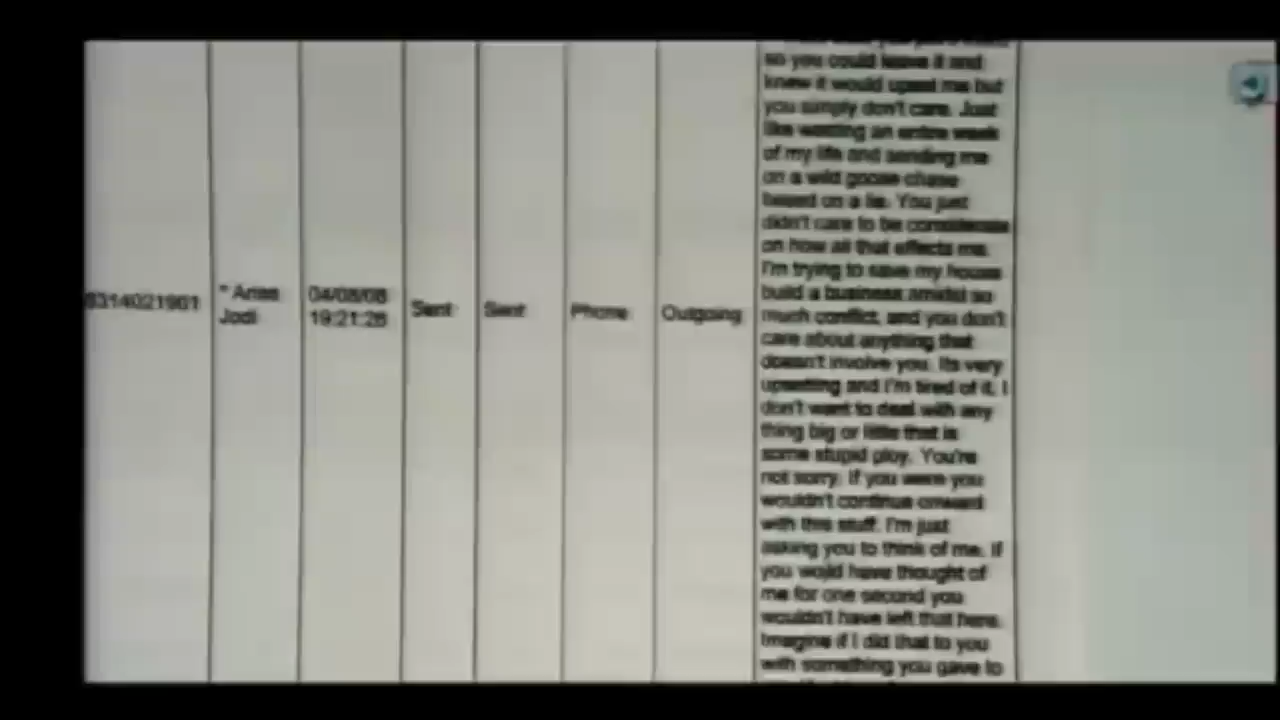 so you could leave it and
knew it would upset me but
you simply don't care. Just
like wasting an entire week
of my life and sending me
on a wild goose chase
based on a lie. You just
didn't care to be considerate
on how all that effects me.
I'm trying to save my house
build a business amidst so
much conflict, and you don't
care about anything that
doesn't involve you. Its very
upsetting and I'm tired of it. I
don't want to deal with any
thing big or little that is
some stupid ploy. You're
not sorry. If you were you
wouldn't continue onward
with this stuff. I'm just
asking you to think of me. If
you wold have thought of
me for one second you
wouldn't have left that here.
Imagine if I did that to you
with something you gave to
* Arias
Jodi
04/08/08
19:21:28
Sent
Sent
Phone
Outgoing